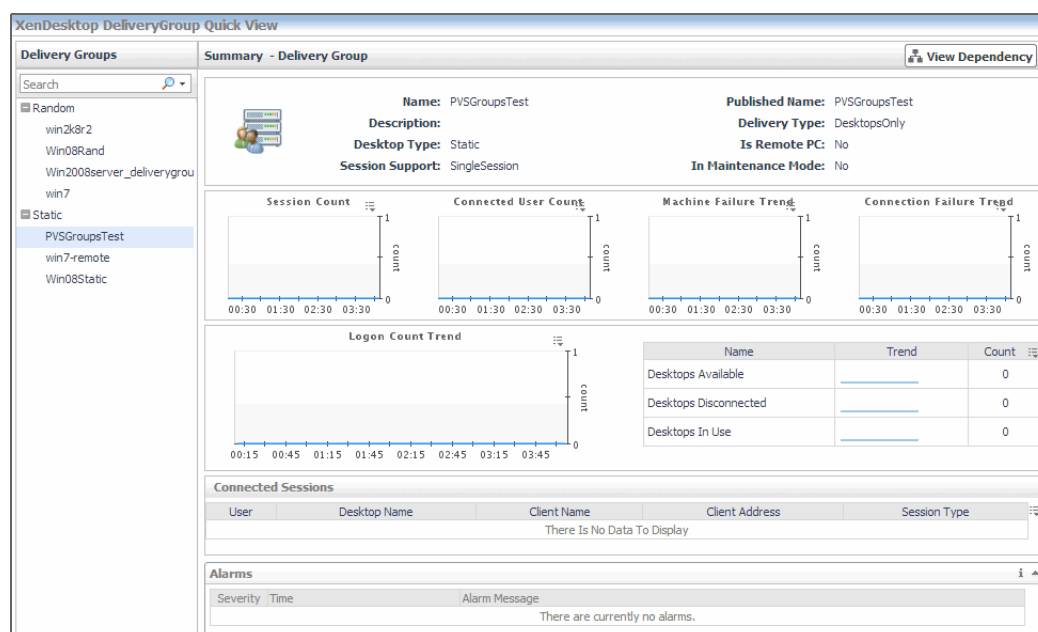 XenDesktop DeliveryGroup Quick View
Delivery Groups
Search
Random
win2k8r2
Win08Rand
Win2008server_deliverygrou
win7
Static
PVSGroupsTest
win7-remote
Win08Static
Summary - Delivery Group
View Dependency
Name: PVSGroupsTest
Description:
Desktop Type: Static
Session Support: SingleSession
Published Name: PVSGroupsTest
Delivery Type: DesktopsOnly
Is Remote PC: No
In Maintenance Mode: No
Session Count
1
count
0
00:30 01:30 02:30 03:30
Connected User Count
1
count
0
00:30 01:30 02:30 03:30
Machine Failure Trend
1
count
0
00:30 01:30 02:30 03:30
Connection Failure Trend
1
count
0
00:30 01:30 02:30 03:30
Logon Count Trend
1
count
0
00:15 00:45 01:15 01:45 02:15 02:45 03:15 03:45
Name Trend Count
Desktops Available 0
Desktops Disconnected 0
Desktops In Use 0
Connected Sessions
User Desktop Name Client Name Client Address Session Type
There Is No Data To Display
Alarms
Severity Time Alarm Message
There are currently no alarms.